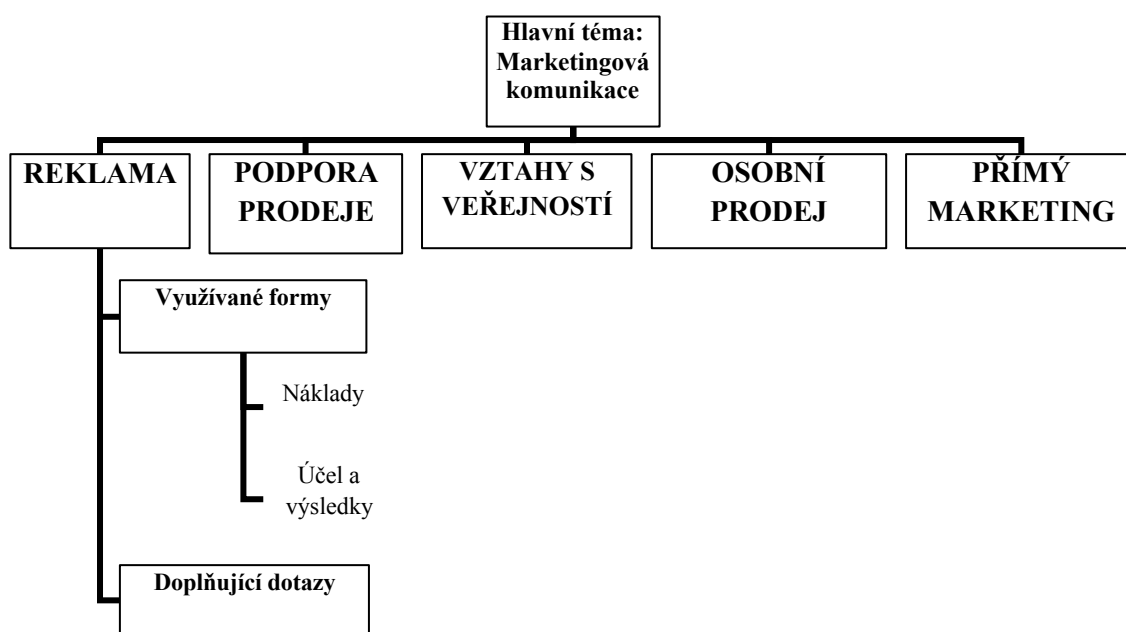 Hlavní téma:
Marketingová
komunikace
REKLAMA
PODPORA
PRODEJE
VZTAHY S
VEŘEJNOSTÍ
OSOBNÍ
PRODEJ
PŘÍMÝ
MARKETING
Využívané formy
Náklady
Účel a
výsledky
Doplňující dotazy